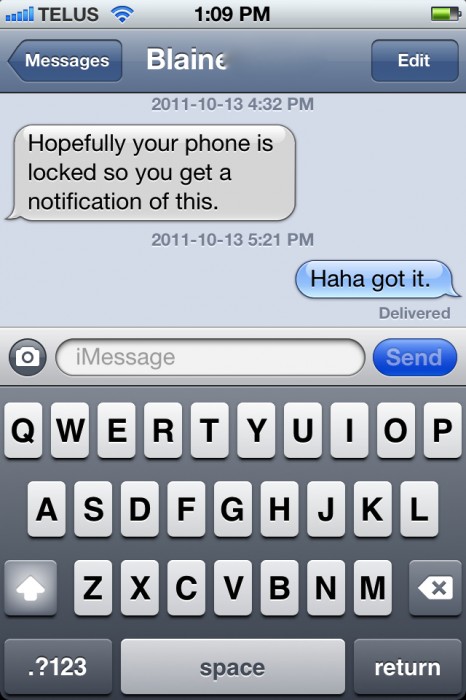 TELUS 1:09 PM
Messages Blaine Edit
2011-10-13 4:32 PM
Hopefully your phone is
locked so you get a
notification of this.
2011-10-13 5:21 PM
Haha got it.
Delivered
iMessage Send
Q W E R T Y U I O P
A S D F G H J K L
Z X C V B N M
.?123 space return